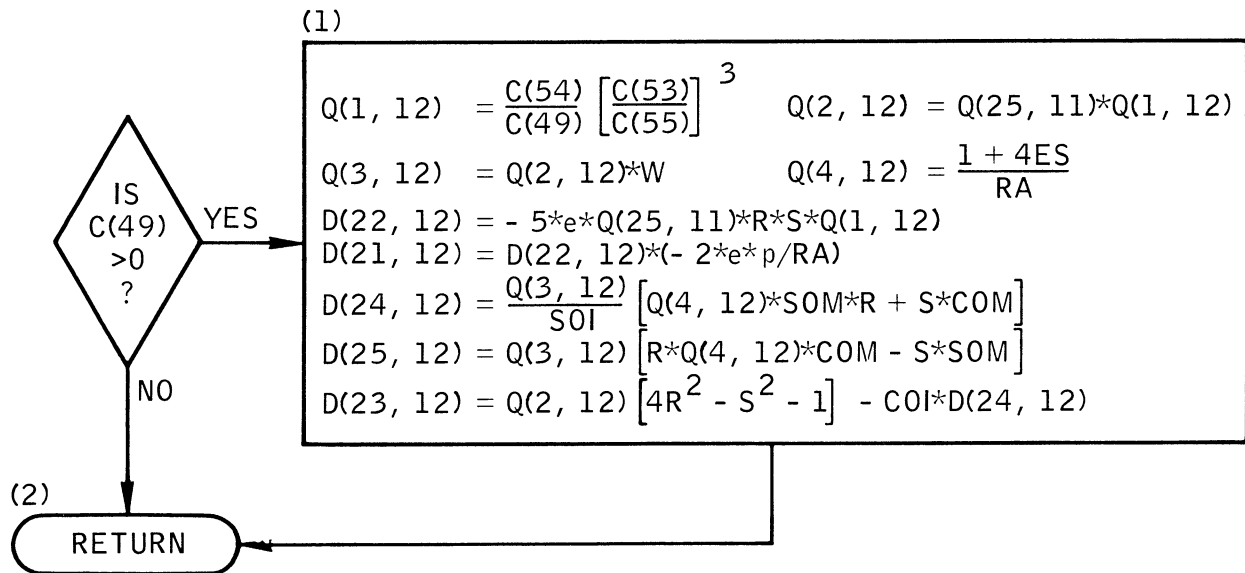 (1)
Q(1, 12) = C(54)/C(49) [C(53)/C(55)]^3 Q(2, 12) = Q(25, 11)*Q(1, 12)
Q(3, 12) = Q(2, 12)*W Q(4, 12) = (1 + 4ES)/RA
D(22, 12) = - 5*e*Q(25, 11)*R*S*Q(1, 12)
D(21, 12) = D(22, 12)*(- 2*e*p/RA)
D(24, 12) = Q(3, 12)/SOI [Q(4, 12)*SOM*R + S*COM]
D(25, 12) = Q(3, 12) [R*Q(4, 12)*COM - S*SOM]
D(23, 12) = Q(2, 12) [4R^2 - S^2 - 1] - COI*D(24, 12)
IS
C(49)
>0
?
YES
NO
(2)
RETURN